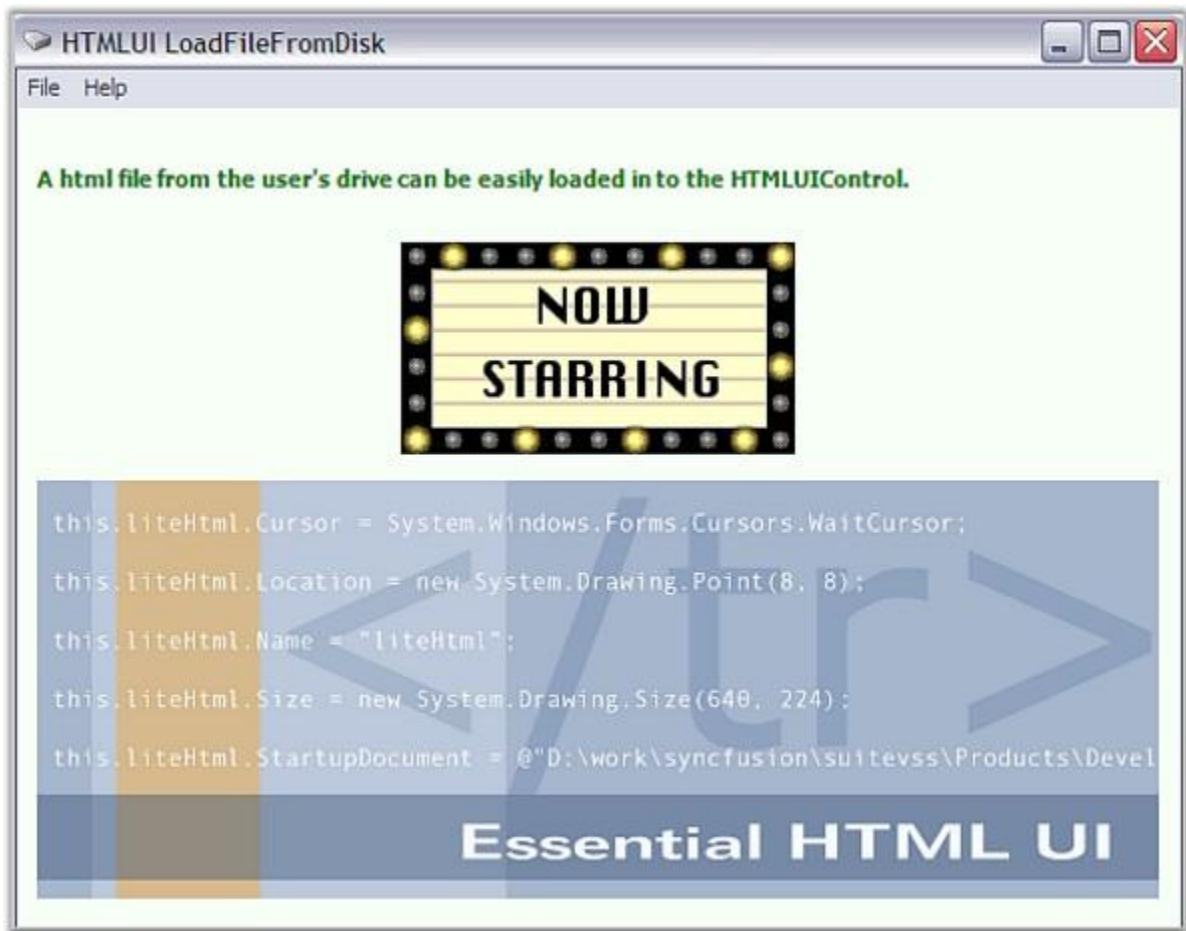 HTMLUI LoadFileFromDisk
File Help
A html file from the user's drive can be easily loaded in to the HTMLUIControl.
NOW
STARRING
</tr>
this.liteHtml.Cursor = System.Windows.Forms.Cursors.WaitCursor;
this.liteHtml.Location = new System.Drawing.Point(8, 8);
this.liteHtml.Name = "liteHtml";
this.liteHtml.Size = new System.Drawing.Size(640, 224);
this.liteHtml.StartupDocument = @"D:\work\syncfusion\suitevss\Products\Devel
Essential HTML UI